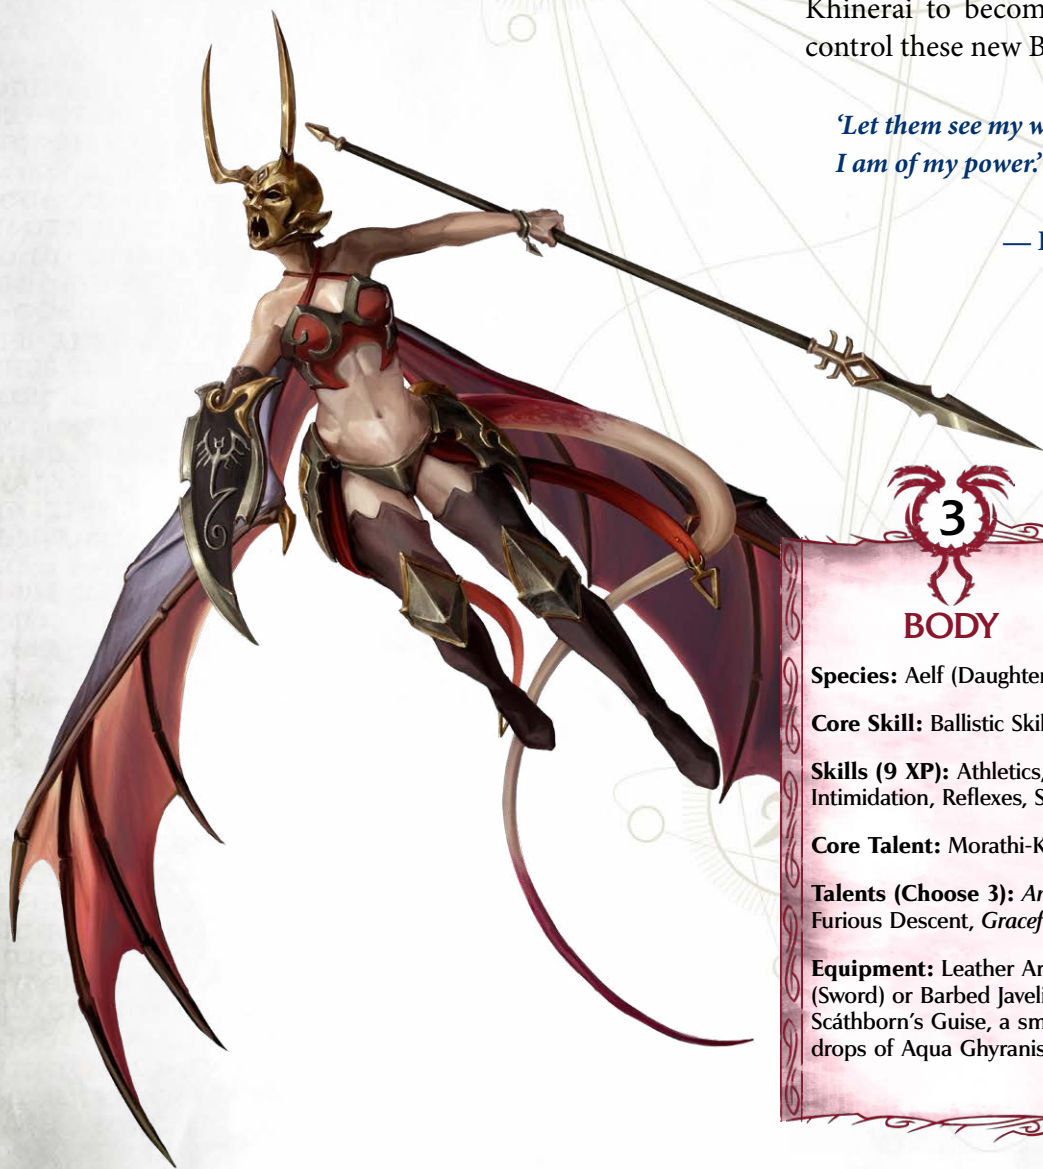 Khinerai to becom
control these new B
‘Let them see my w
I am of my power.’
— 
3
BODY
Species: Aelf (Daughter
Core Skill: Ballistic Skil
Skills (9 XP): Athletics,
Intimidation, Reflexes, S
Core Talent: Morathi-K
Talents (Choose 3): Ar
Furious Descent, Gracef
Equipment: Leather Ar
(Sword) or Barbed Javeli
Scáthborn’s Guise, a sm
drops of Aqua Ghyranis